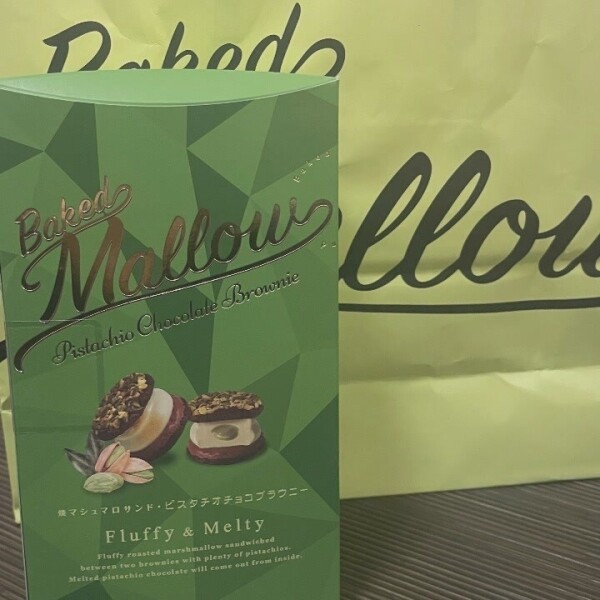 Baked
Mallow
Baked
Mallow
Pistachio Chocolate Brownie
焼マシュマロサンド・ピスタチオチョコブラウニー
Fluffy & Melty
Fluffy roasted marshmallow sandwiched
between two brownies with plenty of pistachios.
Melted pistachio chocolate will come out from inside.